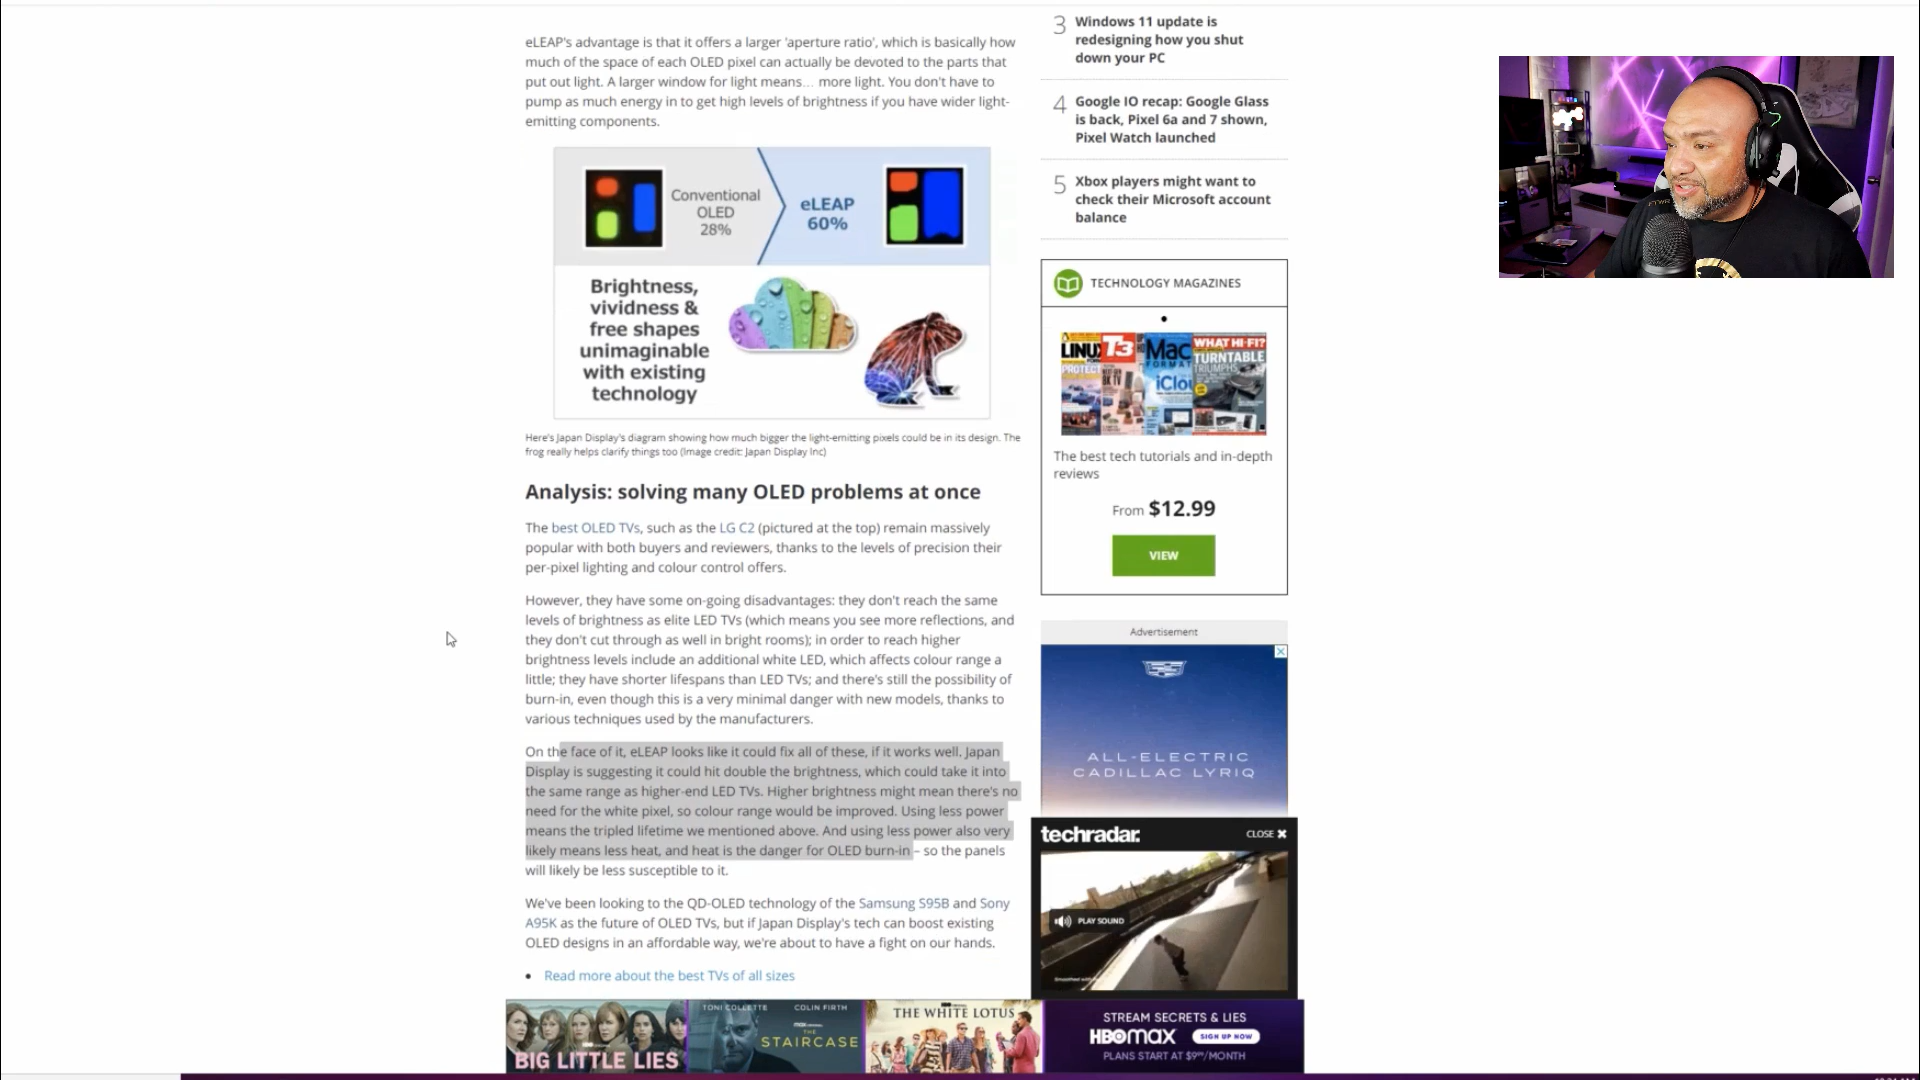 eLEAP's advantage is that it offers a larger 'aperture ratio', which is basically how
much of the space of each OLED pixel can actually be devoted to the parts that
put out light. A larger window for light means... more light. You don't have to
pump as much energy in to get high levels of brightness if you have wider light-
emitting components.
Conventional
OLED
28%
eLEAP
60%
Brightness,
vividness &
free shapes
unimaginable
with existing
technology
Here's Japan Display's diagram showing how much bigger the light-emitting pixels could be in its design. The
frog really helps clarify things too (Image credit: Japan Display Inc)
Analysis: solving many OLED problems at once
The best OLED TVs, such as the LG C2 (pictured at the top) remain massively
popular with both buyers and reviewers, thanks to the levels of precision their
per-pixel lighting and colour control offers.
However, they have some on-going disadvantages: they don't reach the same
levels of brightness as elite LED TVs (which means you see more reflections, and
they don't cut through as well in bright rooms); in order to reach higher
brightness levels include an additional white LED, which affects colour range a
little; they have shorter lifespans than LED TVs; and there's still the possibility of
burn-in, even though this is a very minimal danger with new models, thanks to
various techniques used by the manufacturers.
On the face of it, eLEAP looks like it could fix all of these, if it works well. Japan
Display is suggesting it could hit double the brightness, which could take it into
the same range as higher-end LED TVs. Higher brightness might mean there's no
need for the white pixel, so colour range would be improved. Using less power
means the tripled lifetime we mentioned above. And using less power also very
likely means less heat, and heat is the danger for OLED burn-in – so the panels
will likely be less susceptible to it.
We've been looking to the QD-OLED technology of the Samsung S95B and Sony
A95K as the future of OLED TVs, but if Japan Display's tech can boost existing
OLED designs in an affordable way, we're about to have a fight on our hands.
• Read more about the best TVs of all sizes
3 Windows 11 update is
redesigning how you shut
down your PC
4 Google IO recap: Google Glass
is back, Pixel 6a and 7 shown,
Pixel Watch launched
5 Xbox players might want to
check their Microsoft account
balance
TECHNOLOGY MAGAZINES
LINUX
T3
Mac
FORMAT
WHAT HI-FI?
TURNTABLE
TRIUMPHS
The best tech tutorials and in-depth
reviews
From $12.99
VIEW
Advertisement
ALL-ELECTRIC
CADILLAC LYRIQ
techradar.
CLOSE ✖
PLAY SOUND
BIG LITTLE LIES
TONI COLLETTE COLIN FIRTH
THE
STAIRCASE
THE WHITE LOTUS
STREAM SECRETS & LIES
HBOmax SIGN UP NOW
PLANS START AT $9⁹⁹/MONTH